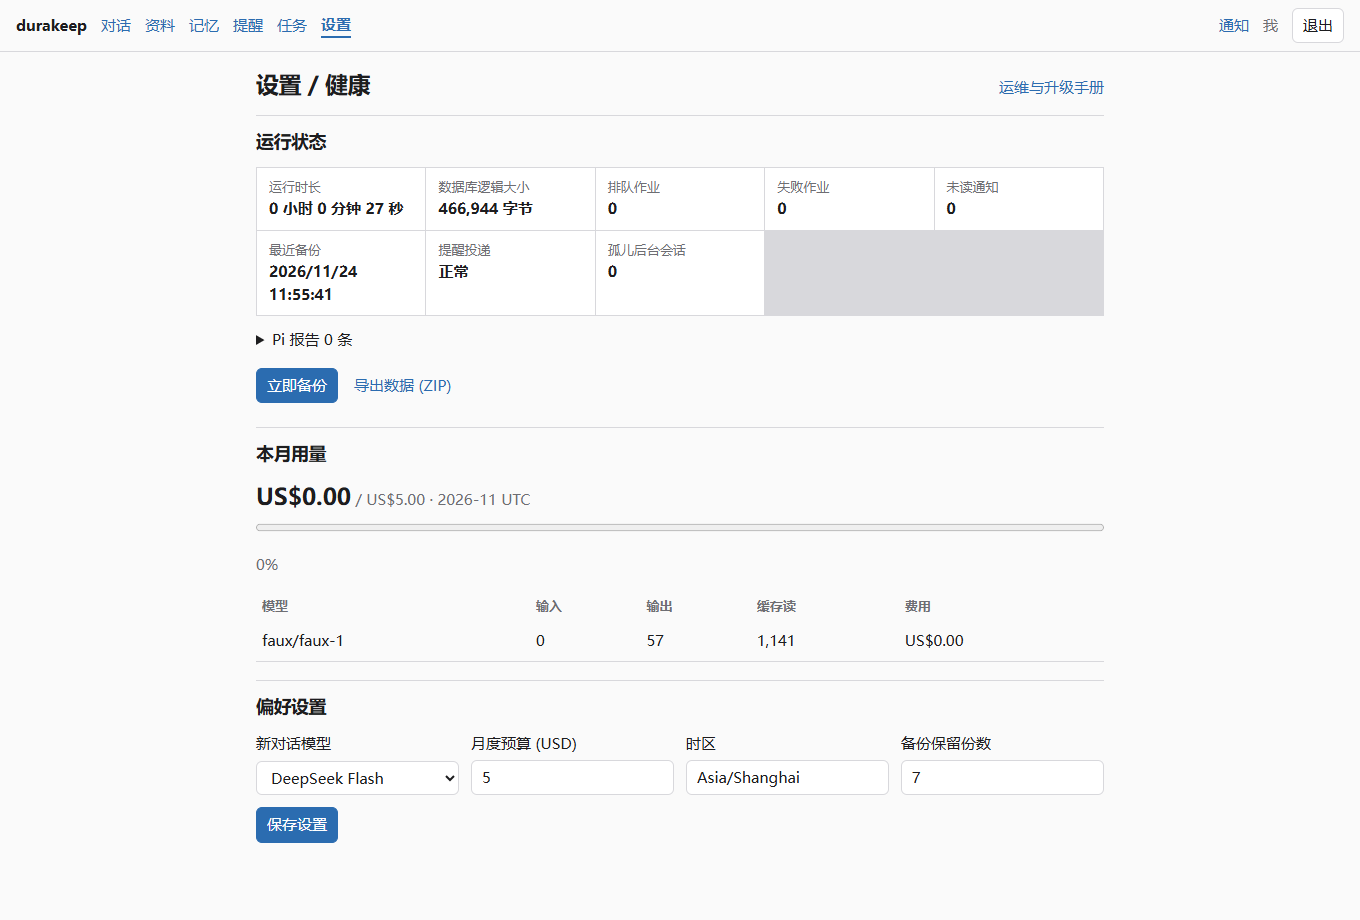 durakeep 对话 资料 记忆 提醒 任务 设置 通知 我 退出
设置 / 健康 运维与升级手册
运行状态
运行时长 数据库逻辑大小 排队作业 失败作业 未读通知
0 小时 0 分钟 27 秒 466,944 字节 0 0 0
最近备份 提醒投递 孤儿后台会话
2026/11/24 正常 0
11:55:41
Pi 报告 0 条
立即备份 导出数据 (ZIP)
本月用量
US$0.00 / US$5.00 · 2026-11 UTC
0%
模型 输入 输出 缓存读 费用
faux/faux-1 0 57 1,141 US$0.00
偏好设置
新对话模型 月度预算 (USD) 时区 备份保留份数
DeepSeek Flash 5 Asia/Shanghai 7
保存设置